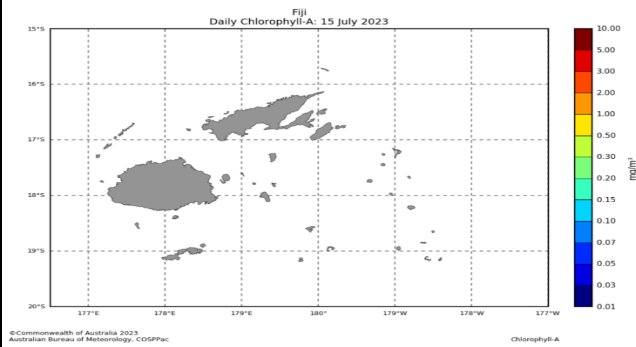 Fiji
Daily Chlorophyll-A: 15 July 2023
15°S
16°S
17°S
18°S
19°S
20°S
177°E
178°E
179°E
180°
179°W
178°W
177°W
10.00
5.00
3.00
2.00
1.00
0.50
0.30
0.20
0.15
0.10
0.07
0.05
0.03
0.01
mg/m³
©Commonwealth of Australia 2023
Australian Bureau of Meteorology, COSPPac
Chlorophyll-A